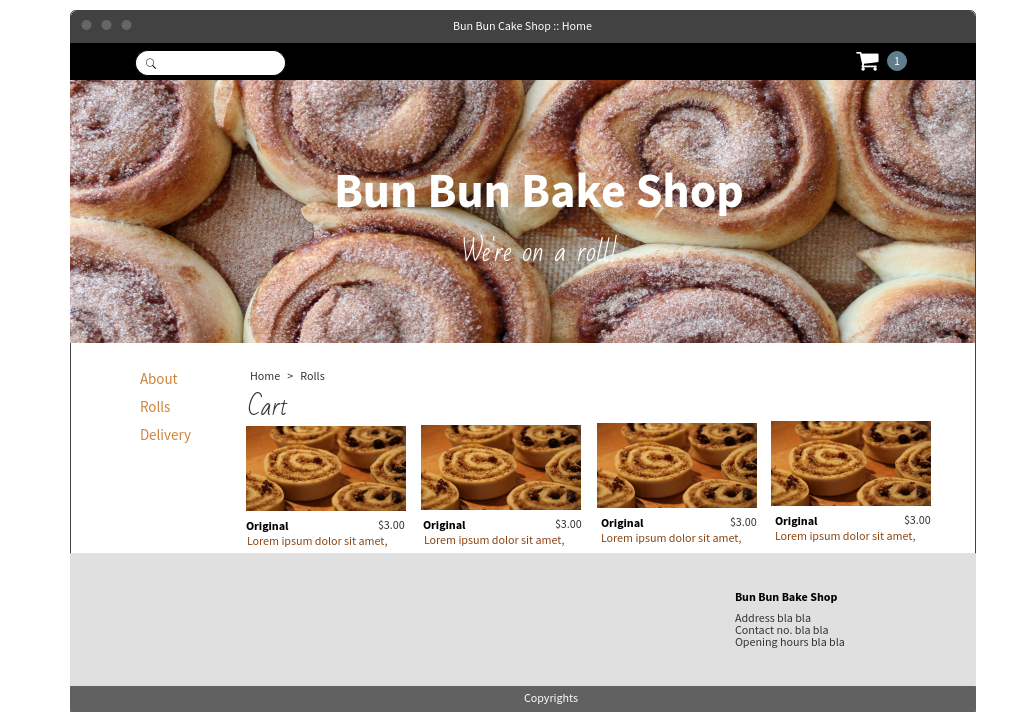 Bun Bun Cake Shop :: Home
1
Bun Bun Bake Shop
We're on a roll!
About
Rolls
Delivery
Home > Rolls
Cart
Original $3.00
Lorem ipsum dolor sit amet,
Original $3.00
Lorem ipsum dolor sit amet,
Original $3.00
Lorem ipsum dolor sit amet,
Original $3.00
Lorem ipsum dolor sit amet,
Bun Bun Bake Shop
Address bla bla
Contact no. bla bla
Opening hours bla bla
Copyrights